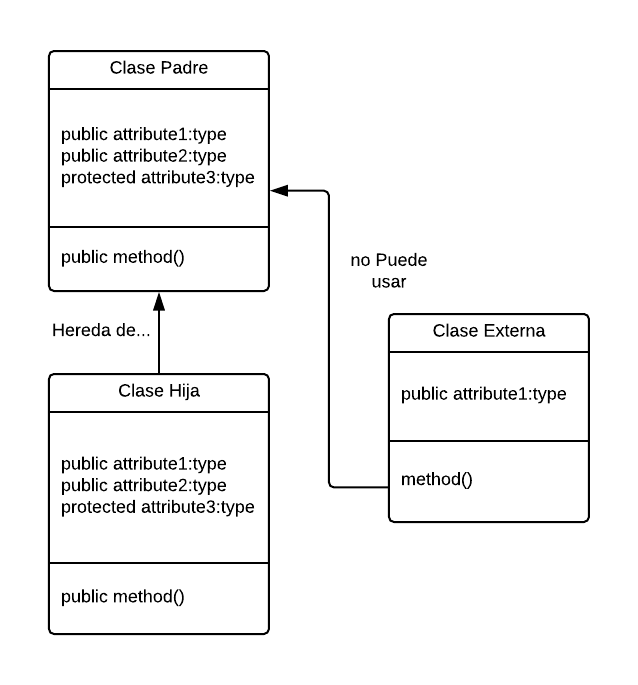 Clase Padre
public attribute1:type
public attribute2:type
protected attribute3:type
public method()
Hereda de...
Clase Hija
public attribute1:type
public attribute2:type
protected attribute3:type
public method()
no Puede
usar
Clase Externa
public attribute1:type
method()